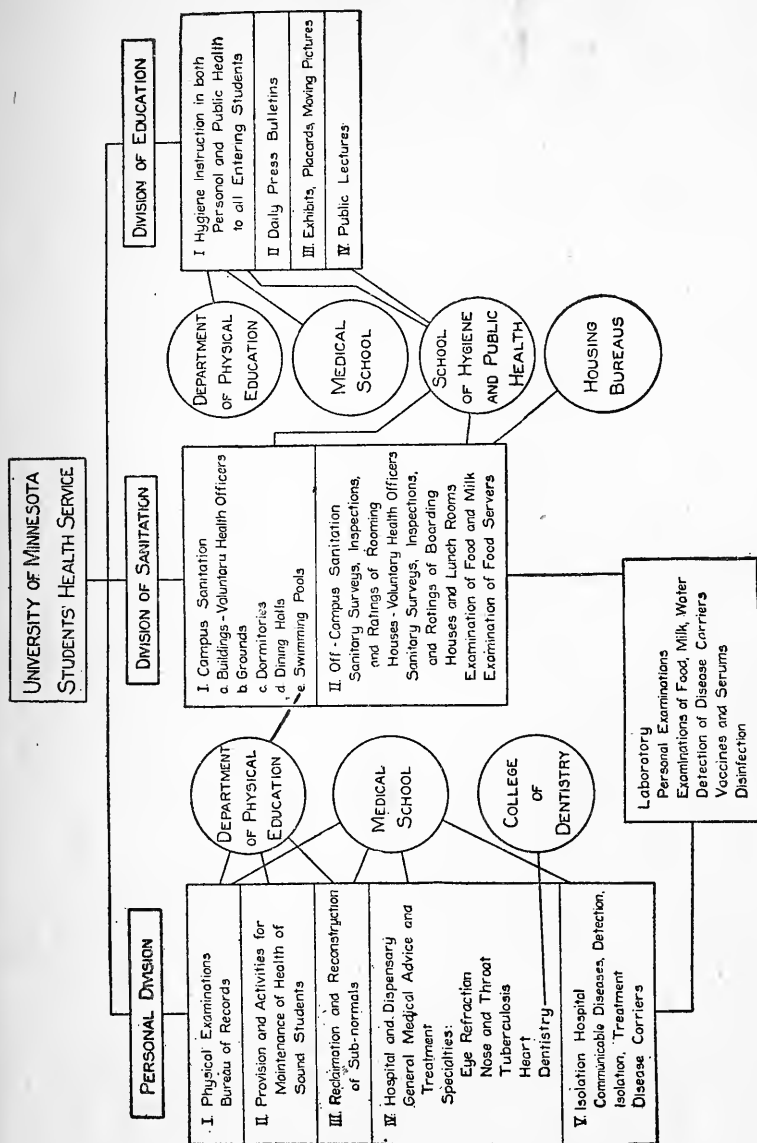 UNIVERSITY OF MINNESOTA
STUDENTS' HEALTH SERVICE
PERSONAL DIVISION
I. Physical Examinations
Bureau of Records
II. Provision and Activities for
Maintenance of Health of
Sound Students
III. Reclamation and Reconstruction
of Sub-normals
IV. Hospital and Dispensary
General Medical Advice and
Treatment
Specialties:
Eye Refraction
Nose and Throat
Tuberculosis
Heart
Dentistry
V. Isolation Hospital
Communicable Diseases, Detection,
Isolation, Treatment
Disease Carriers
DEPARTMENT
OF PHYSICAL
EDUCATION
MEDICAL
SCHOOL
COLLEGE
OF
DENTISTRY
DIVISION OF SANITATION
I. Campus Sanitation
a. Buildings-Voluntary Health Officers
b. Grounds
c. Dormitories
d Dining Halls
e. Swimming Pools
II. Off-Campus Sanitation
Sanitary Surveys, Inspections,
and Ratings of Rooming
Houses-Voluntary Health Officers
Sanitary Surveys, Inspections,
and Ratings of Boarding
Houses and Lunch Rooms
Examination of Food and Milk
Examination of Food Servers
Laboratory
Personal Examinations
Examinations of Food, Milk, Water
Detection of Disease Carriers
Vaccines and Serums
Disinfection
DEPARTMENT
OF PHYSICAL
EDUCATION
MEDICAL
SCHOOL
SCHOOL
OF HYGIENE
AND PUBLIC
HEALTH
HOUSING
BUREAUS
DIVISION OF EDUCATION
I Hygiene Instruction in both
Personal and Public Health
to all Entering Students
II Daily Press Bulletins
III. Exhibits, Placards, Moving Pictures
IV. Public Lectures